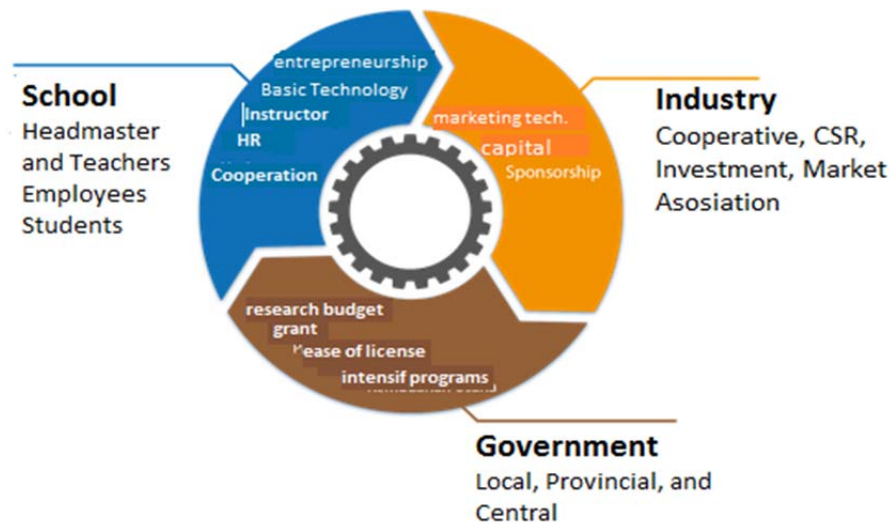 School
Headmaster
and Teachers
Employees
Students
entrepreneurship
Basic Technology
Instructor
HR
Cooperation
marketing tech.
capital
Sponsorship
Industry
Cooperative, CSR,
Investment, Market
Asosiation
research budget
grant
ease of license
intensif programs
Government
Local, Provincial, and
Central